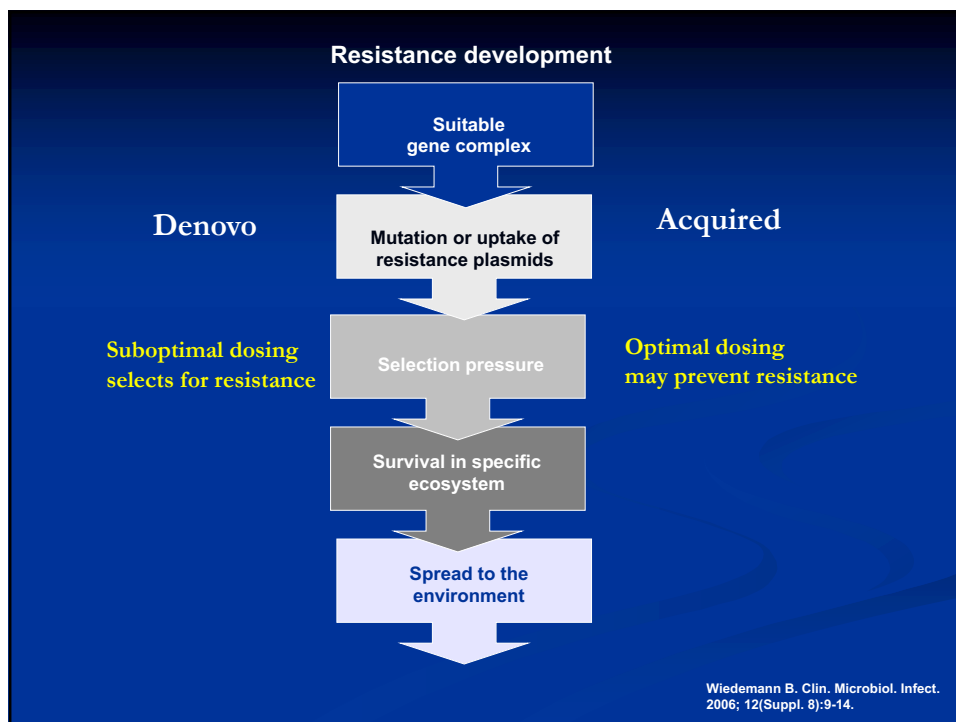 Resistance development
Suitable
gene complex
Denovo
Acquired
Mutation or uptake of
resistance plasmids
Suboptimal dosing
selects for resistance
Selection pressure
Optimal dosing
may prevent resistance
Survival in specific
ecosystem
Spread to the
environment
Wiedemann B. Clin. Microbiol. Infect.
2006; 12(Suppl. 8):9-14.